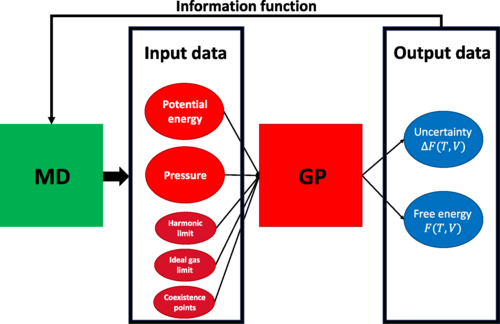 Information function
Input data
Output data
Potential
energy
Uncertainty
ΔF(T, V)
MD
Pressure
GP
Harmonic
limit
Free energy
F(T, V)
Ideal gas
limit
Coexistence
points